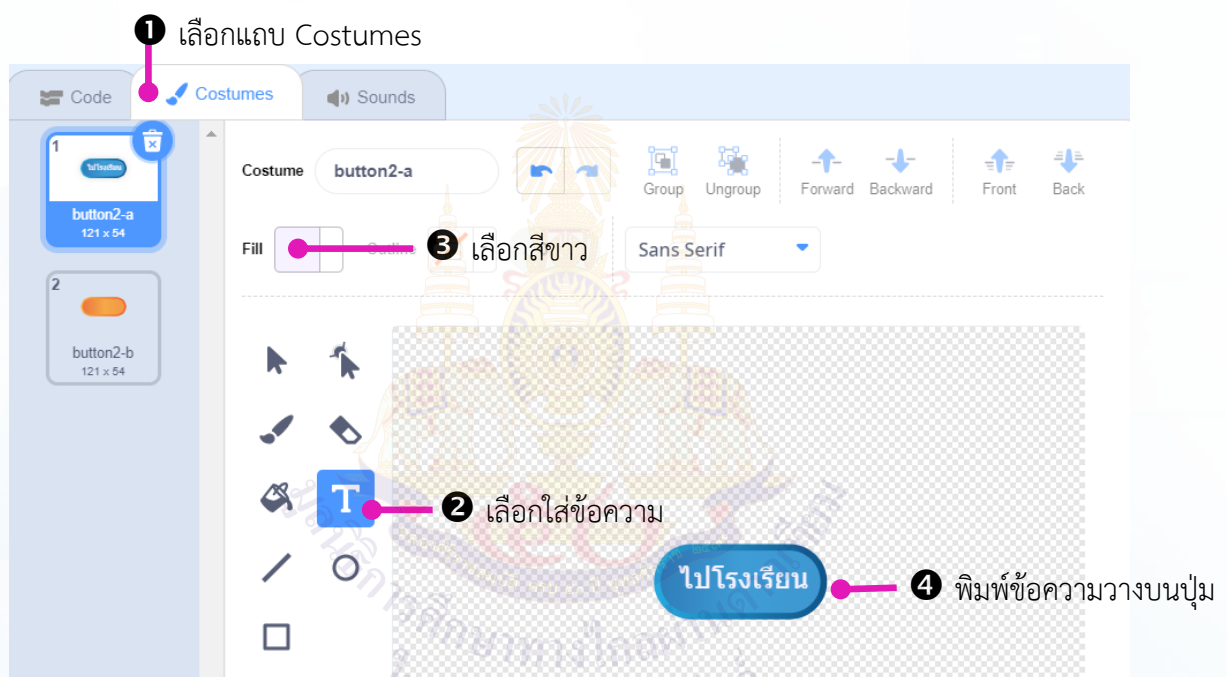 ❶ เลือกแถบ Costumes
Code
Costumes
Sounds
1
ไปโรงเรียน
button2-a
121 x 54
2
button2-b
121 x 54
Costume
button2-a
Group
Ungroup
Forward
Backward
Front
Back
Fill
Outline
❸ เลือกสีขาว
Sans Serif
T
❷ เลือกใส่ข้อความ
ไปโรงเรียน
❹ พิมพ์ข้อความวางบนปุ่ม